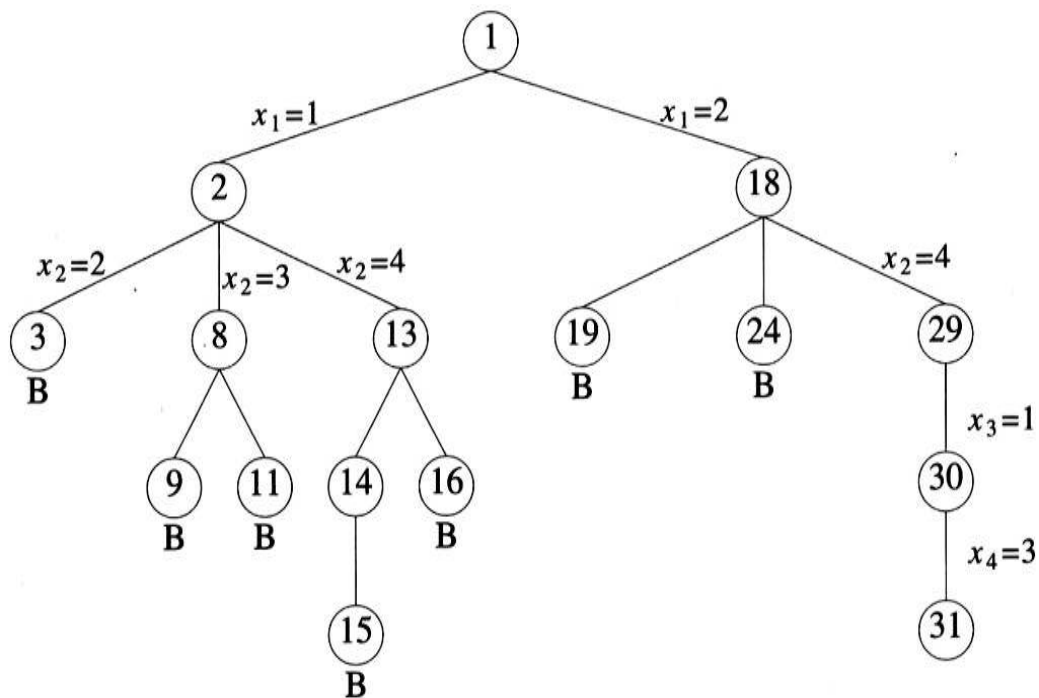 1
x₁=1
x₁=2
2
18
x₂=2
x₂=3
x₂=4
x₂=4
3
8
13
19
24
29
B
B
B
x₃=1
9
11
14
16
30
B
B
B
x₄=3
15
31
B